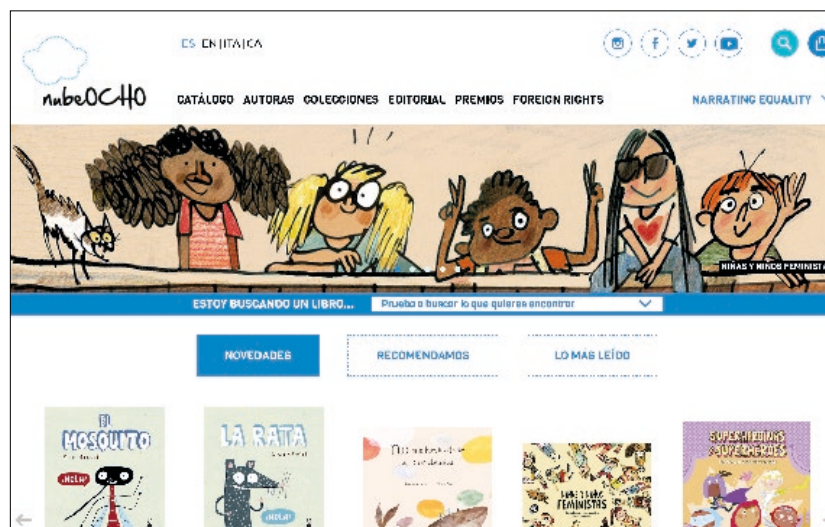 ES EN|ITA|CA
nubeOCHO
CATÁLOGO AUTORAS COLECCIONES EDITORIAL PREMIOS FOREIGN RIGHTS
NARRATING EQUALITY
NIÑAS Y NIÑOS FEMINISTA
ESTOY BUSCANDO UN LIBRO...
Prueba a buscar lo que quieres encontrar
NOVEDADES
RECOMENDAMOS
LO MÁS LEÍDO
EL MOSQUITO
¡HOLA!
LA RATA
¡HOLA!
NIÑAS Y NIÑOS
FEMINISTAS
SUPERHEROÍNAS
y SUPERHÉROES